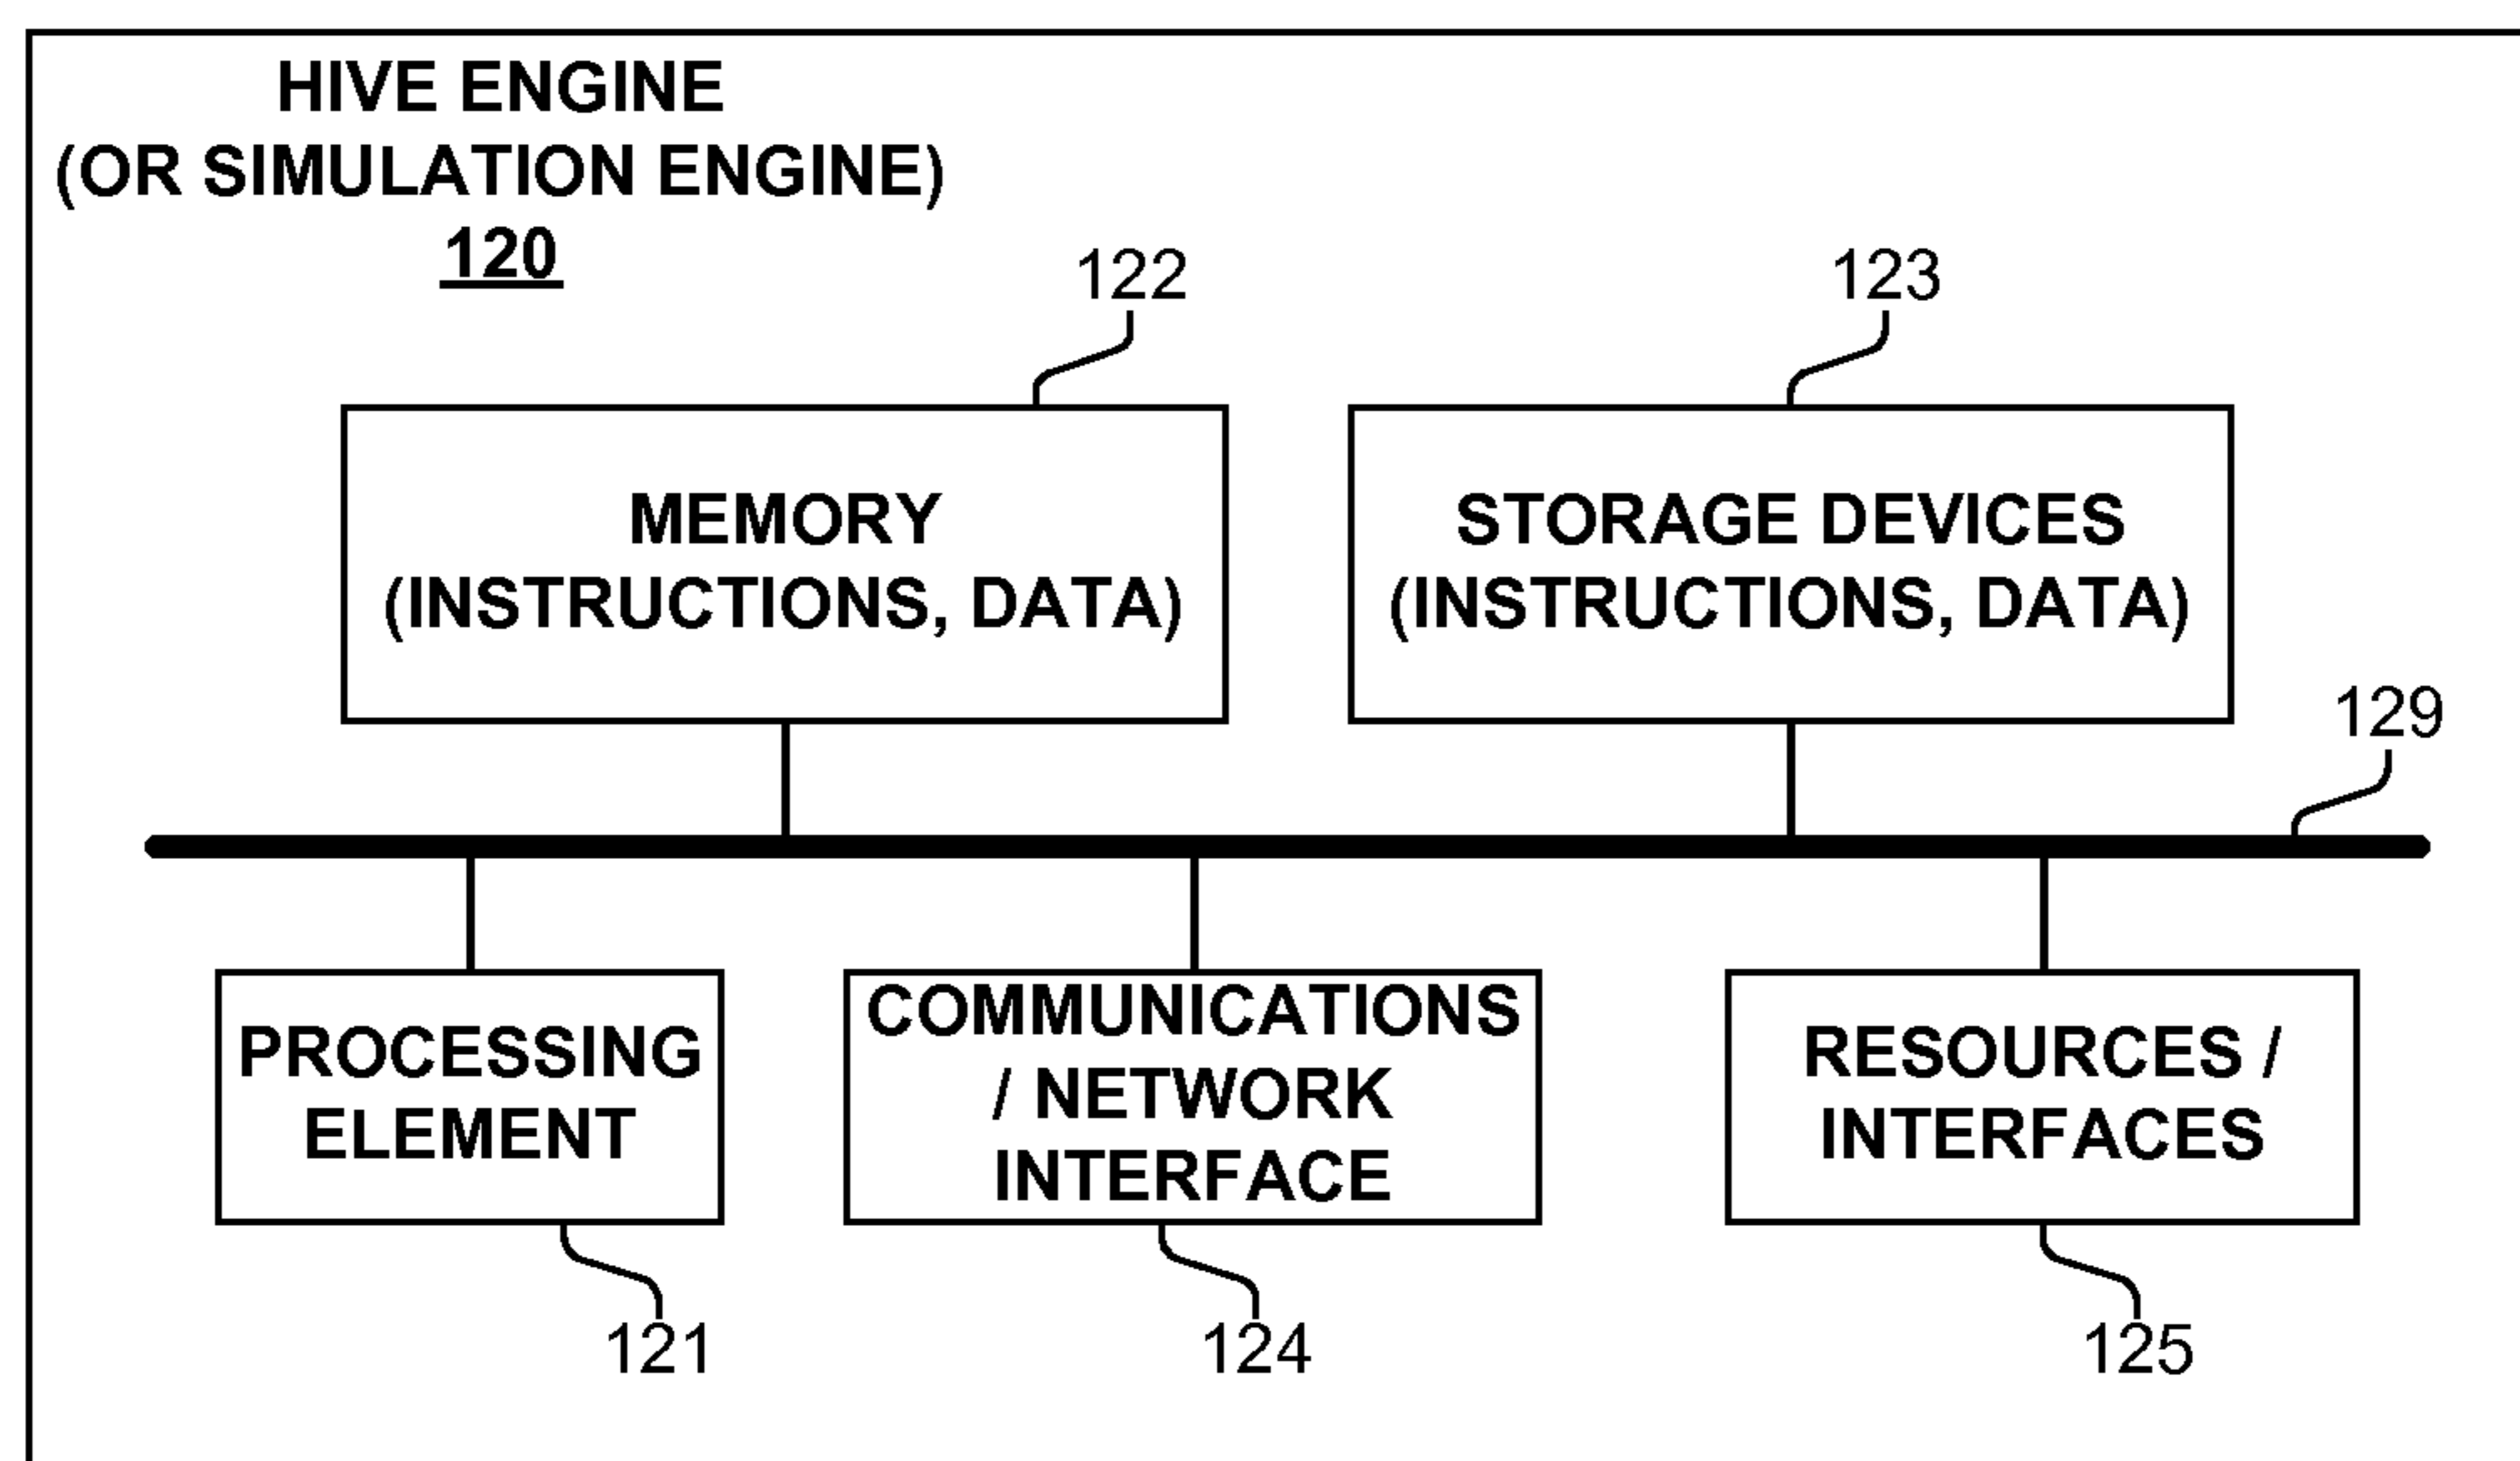 HIVE ENGINE
(OR SIMULATION ENGINE)
120
122
123
MEMORY
(INSTRUCTIONS, DATA)
STORAGE DEVICES
(INSTRUCTIONS, DATA)
129
PROCESSING
ELEMENT
COMMUNICATIONS
/ NETWORK
INTERFACE
RESOURCES /
INTERFACES
121
124
125